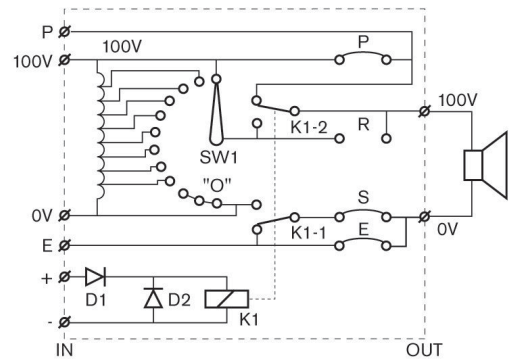 P
100V
100V
P
100V
K1-2
R
SW1
"O"
S
0V
K1-1
E
0V
E
+
D1
D2
K1
-
IN
OUT